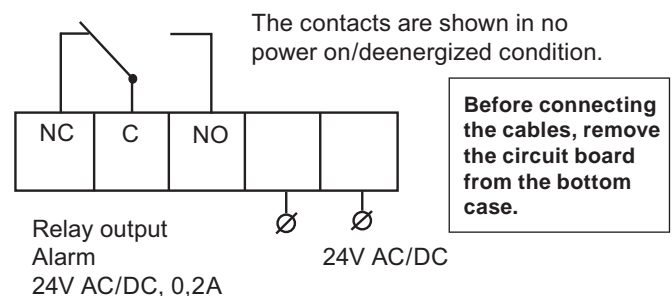 The contacts are shown in no
power on/deenergized condition.
NC C NO
Before connecting
the cables, remove
the circuit board
from the bottom
case.
Relay output
Alarm
24V AC/DC, 0,2A
24V AC/DC